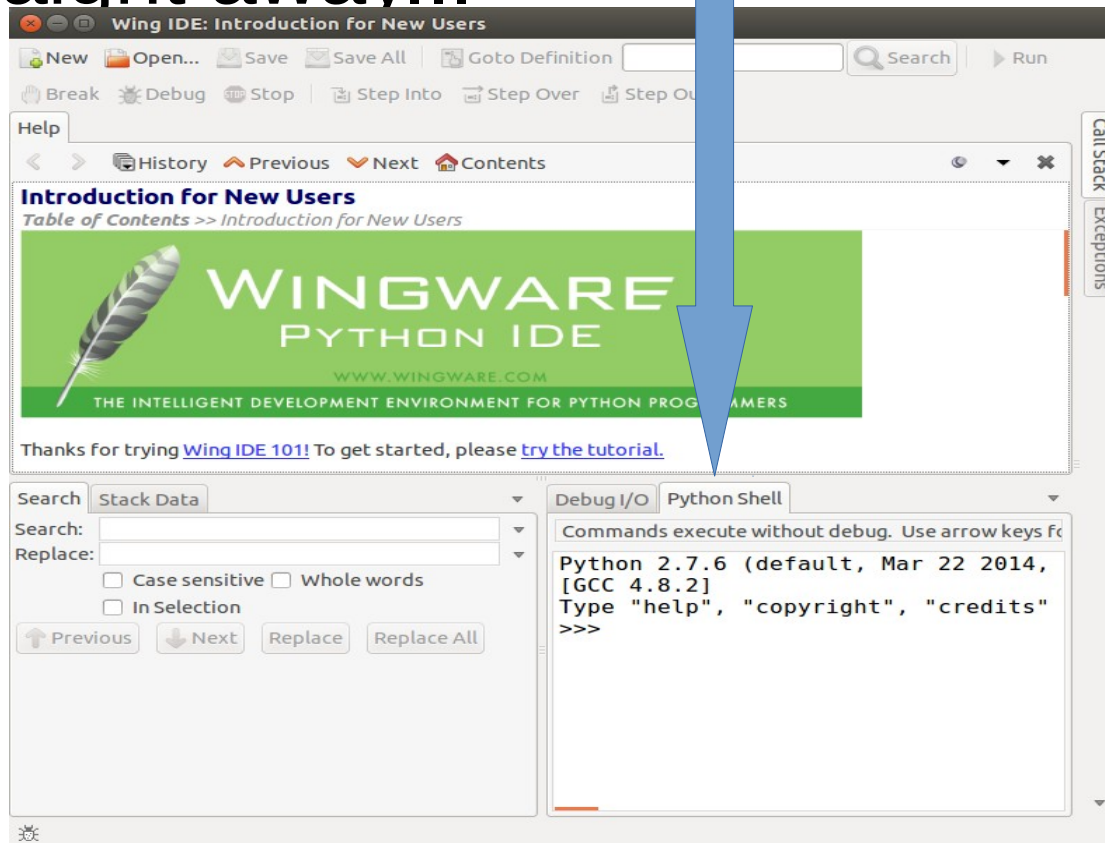 Wing IDE: Introduction for New Users
New Open... Save Save All Goto Definition Search Run
Break Debug Stop Step Into Step Over Step
Help
History Previous Next Contents
Introduction for New Users
Table of Contents >> Introduction for New Users
WINGWARE
PYTHON IDE
WWW.WINGWARE.COM
THE INTELLIGENT DEVELOPMENT ENVIRONMENT FOR PYTHON PROG MMERS
Thanks for trying Wing IDE 101! To get started, please try the tutorial.
Call Stack
Exceptions
Search Stack Data
Search:
Replace:
Case sensitive Whole words
In Selection
Previous Next Replace Replace All
Debug I/O Python Shell
Commands execute without debug. Use arrow keys
Python 2.7.6 (default, Mar 22 2014,
[GCC 4.8.2]
Type "help", "copyright", "credits"
>>>